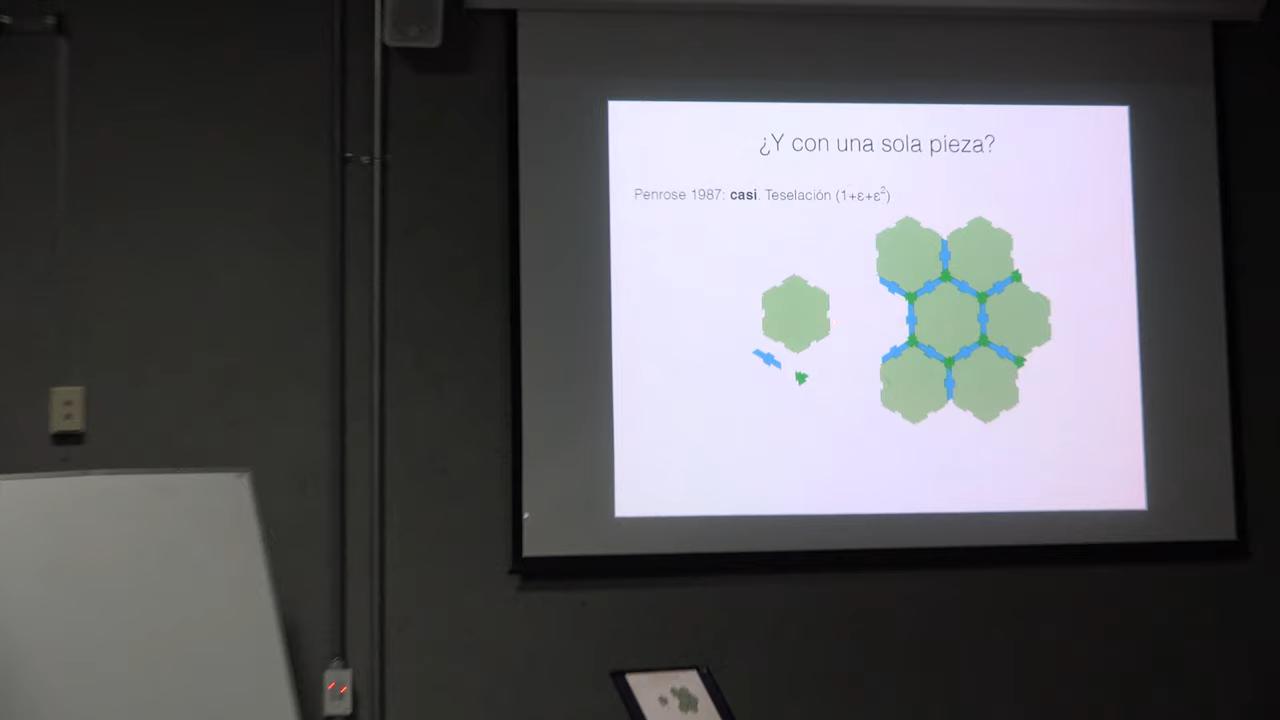 ¿Y con una sola pieza?
Penrose 1987: casi. Teselación (1+ε+ε²)